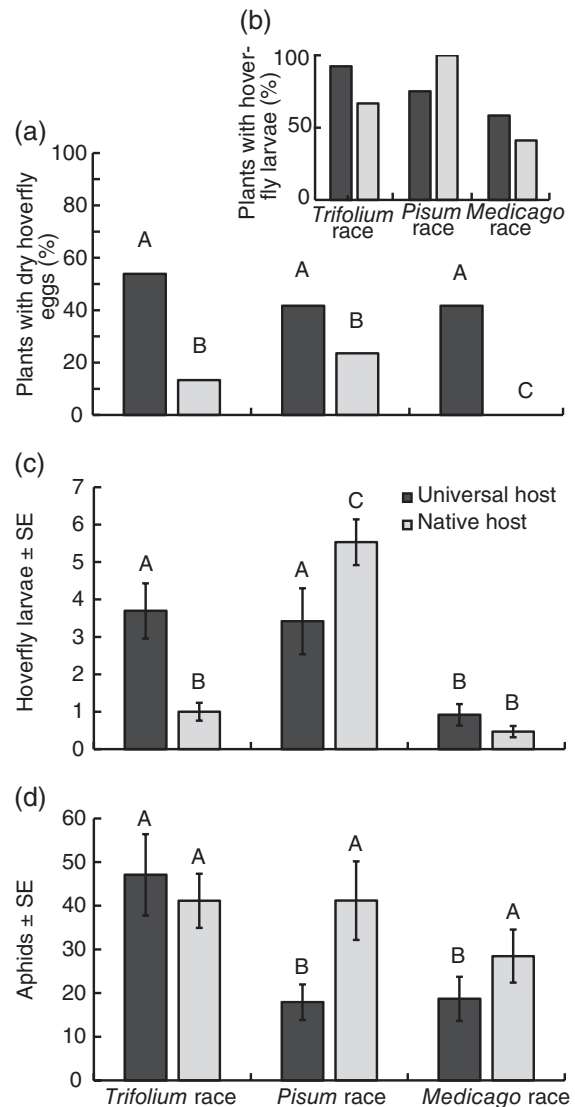 (b)
Plants with hover-
fly larvae (%)
100
50
0
Trifolium
race
Pisum
race
Medicago
race
(a)
Plants with dry hoverfly
eggs (%)
100
80
60
40
20
0
A
B
A
B
A
C
(c)
Hoverfly larvae ± SE
7
6
5
4
3
2
1
0
A
B
A
C
B
B
Universal host
Native host
(d)
Aphids ± SE
60
50
40
30
20
10
0
A
A
B
A
B
A
Trifolium race
Pisum race
Medicago race